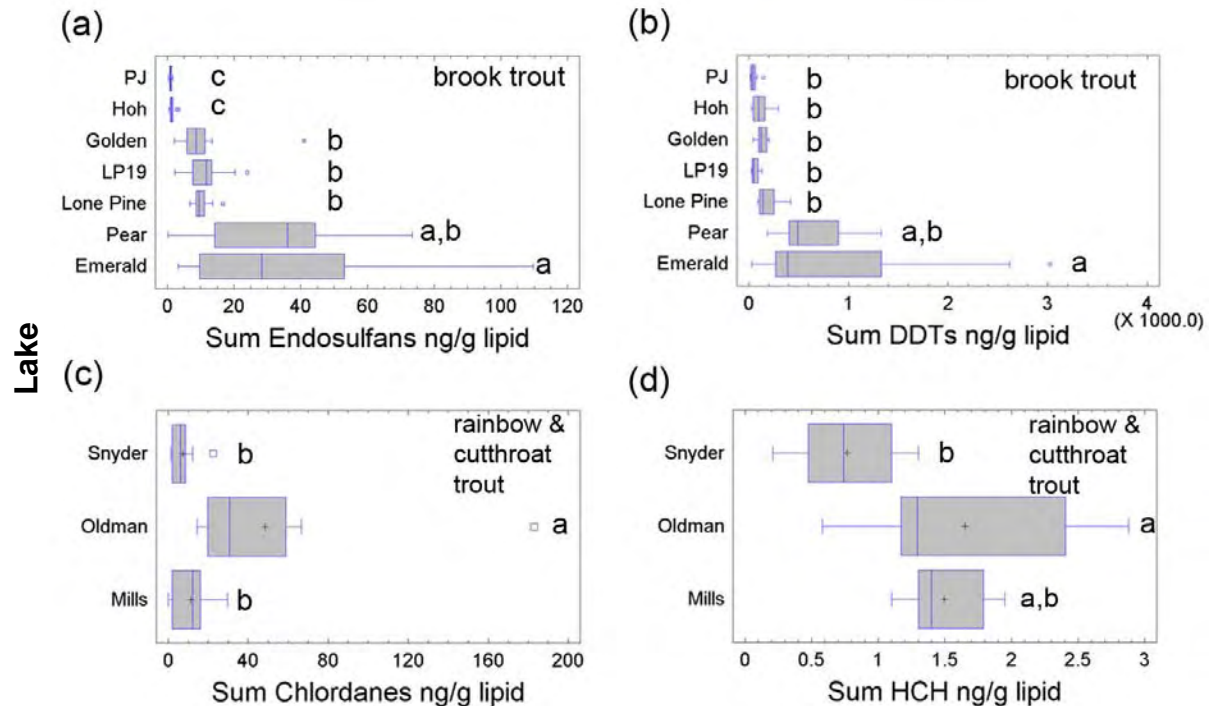 (a)
brook trout
PJ c
Hoh c
Golden b
LP19 b
Lone Pine b
Pear a,b
Emerald a
0 20 40 60 80 100 120
Sum Endosulfans ng/g lipid
(b)
brook trout
PJ b
Hoh b
Golden b
LP19 b
Lone Pine b
Pear a,b
Emerald a
0 1 2 3 4
(X 1000.0)
Sum DDTs ng/g lipid
Lake
(c)
rainbow &
cutthroat
trout
Snyder b
Oldman a
Mills b
0 40 80 120 160 200
Sum Chlordanes ng/g lipid
(d)
rainbow &
cutthroat
trout
Snyder b
Oldman a
Mills a,b
0 0.5 1 1.5 2 2.5 3
Sum HCH ng/g lipid